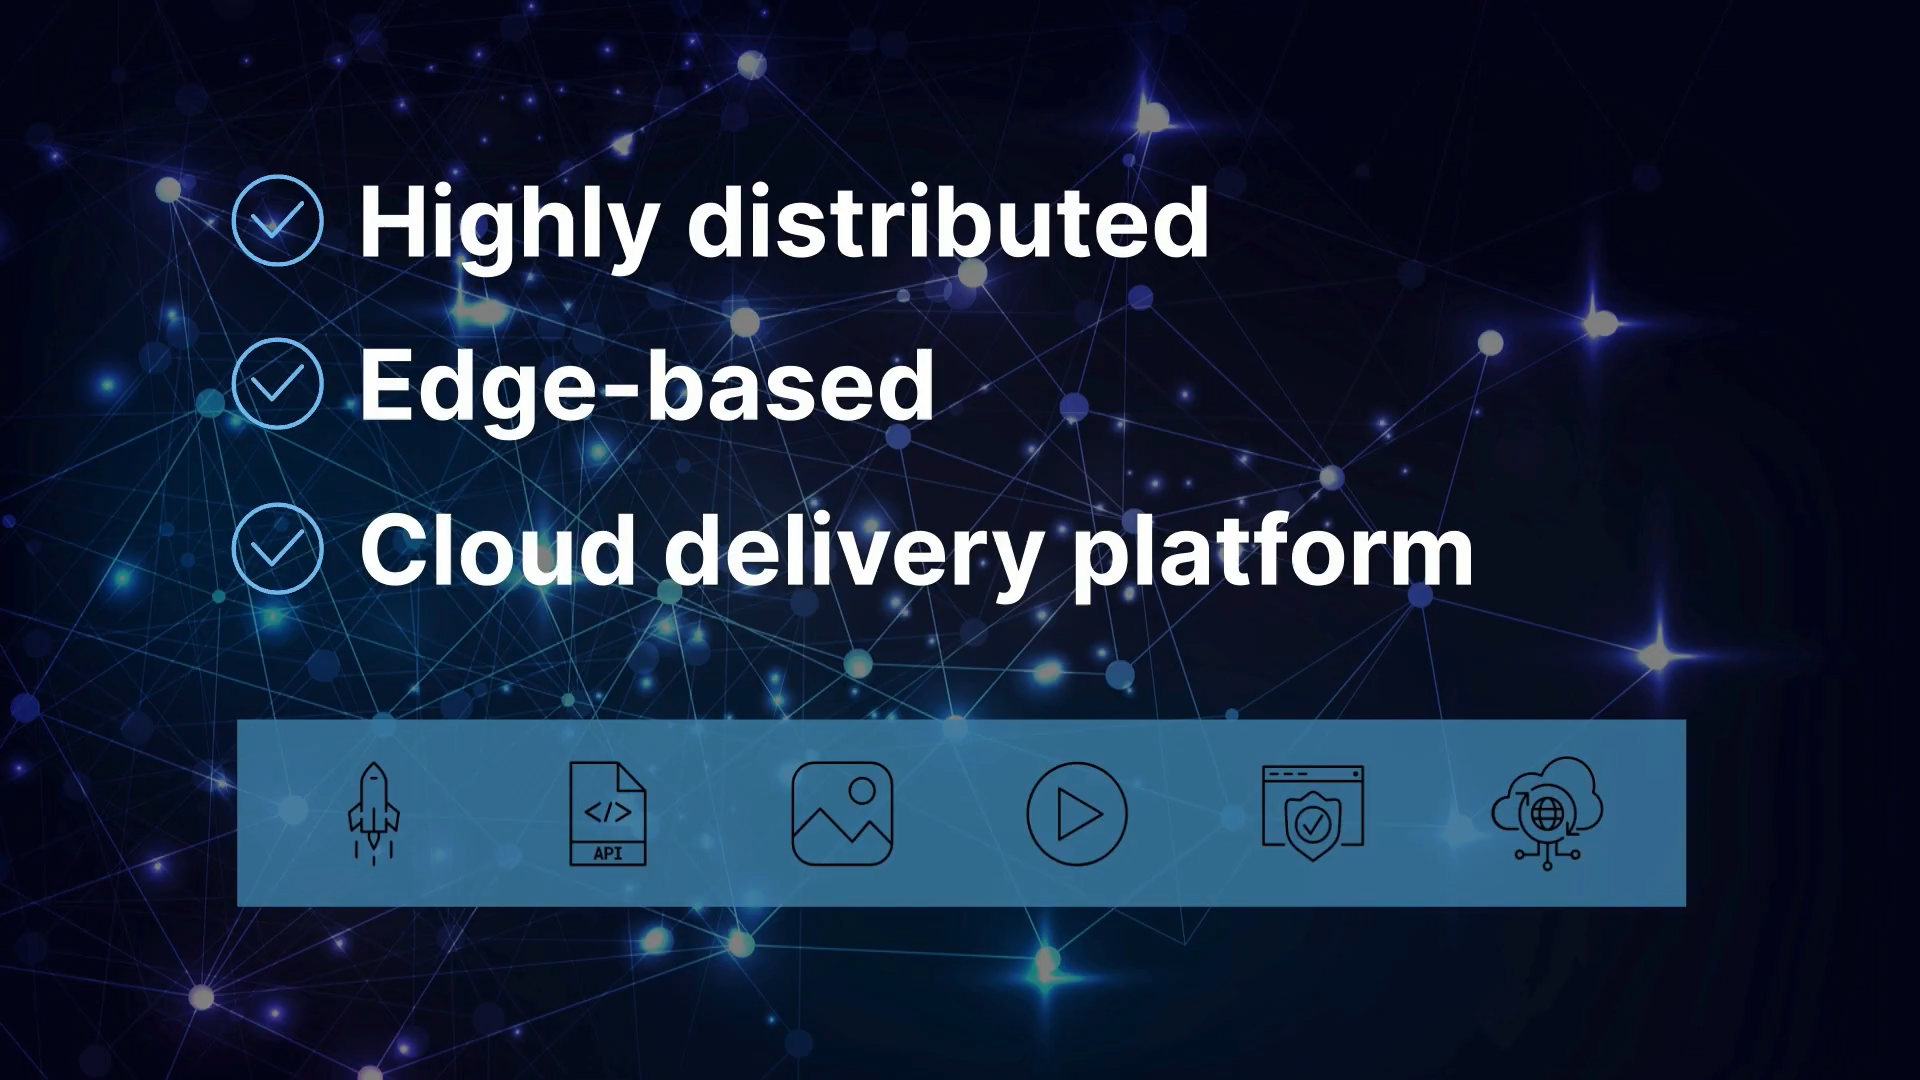 Highly distributed
Edge-based
Cloud delivery platform
</>
API